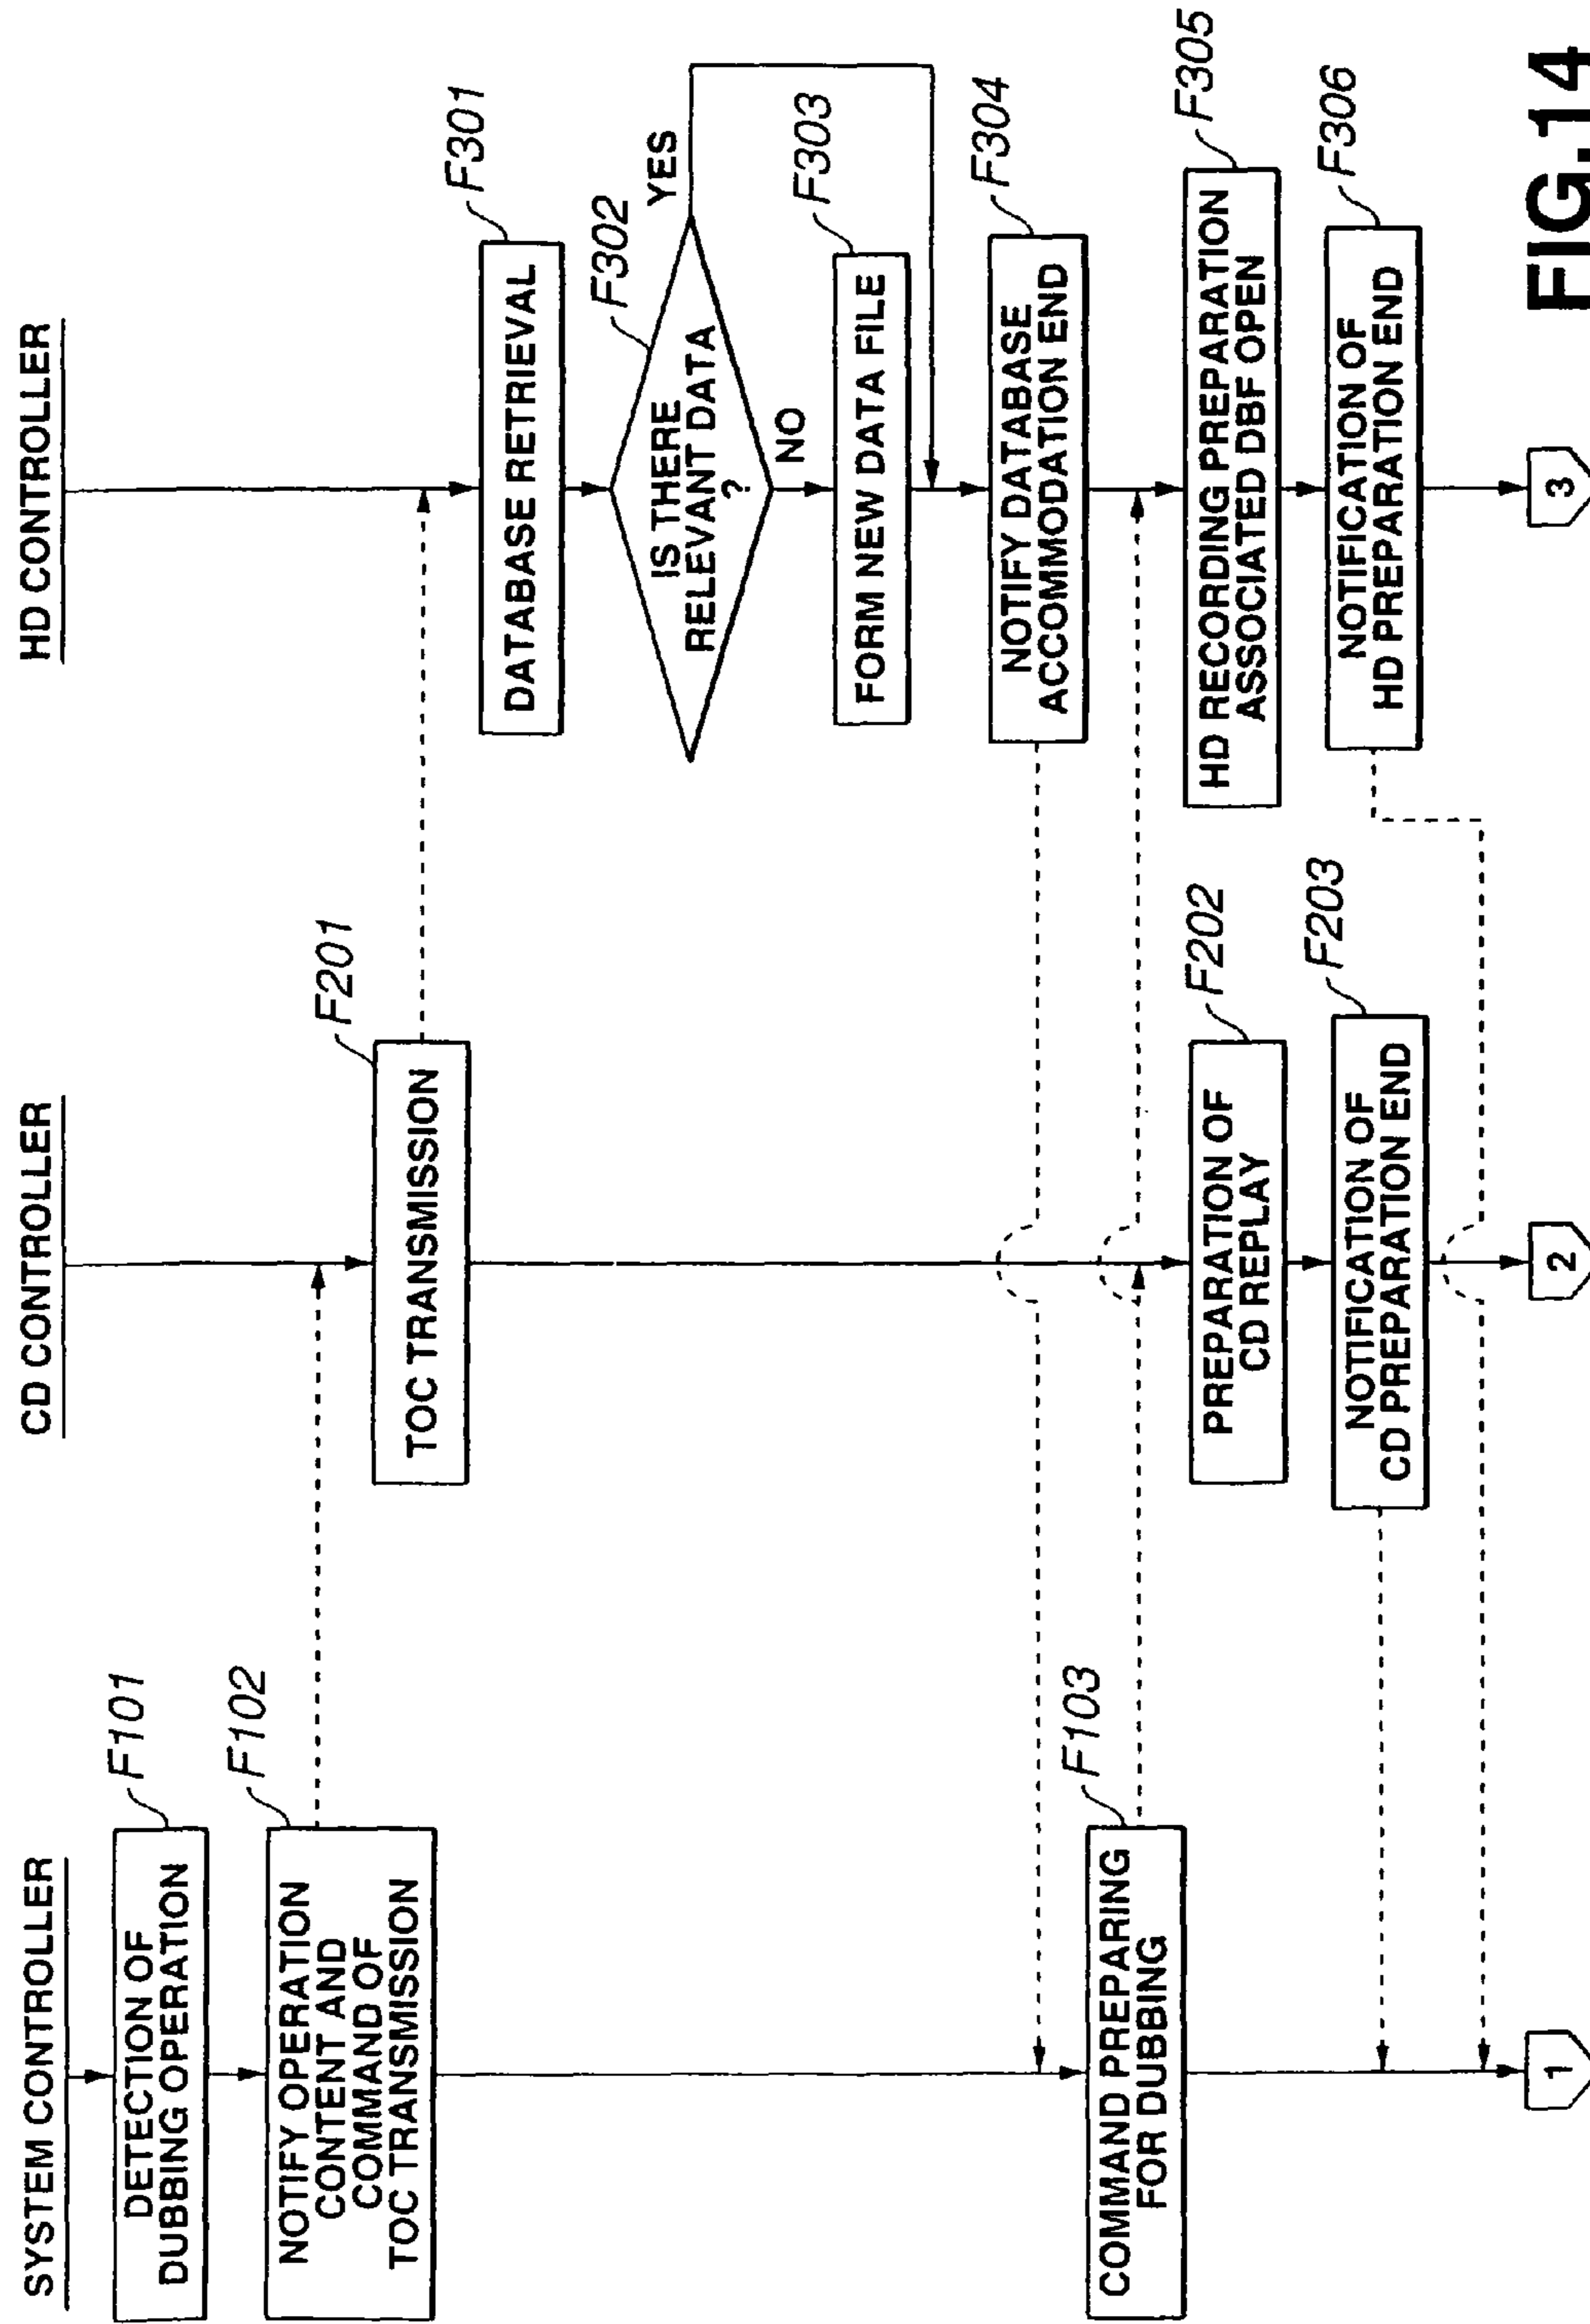 SYSTEM CONTROLLER
DETECTION OF
DUBBING OPERATION
F101
NOTIFY OPERATION
CONTENT AND
COMMAND OF
TOC TRANSMISSION
F102
COMMAND PREPARING
FOR DUBBING
F103
1
CD CONTROLLER
TOC TRANSMISSION
F201
PREPARATION OF
CD REPLAY
F202
NOTIFICATION OF
CD PREPARATION END
F203
2
HD CONTROLLER
DATABASE RETRIEVAL
F301
IS THERE
RELEVANT DATA
?
F302
YES
NO
FORM NEW DATA FILE
F303
NOTIFY DATABASE
ACCOMMODATION END
F304
HD RECORDING PREPARATION
ASSOCIATED DBF OPEN
F305
NOTIFICATION OF
HD PREPARATION END
F306
3
FIG.14